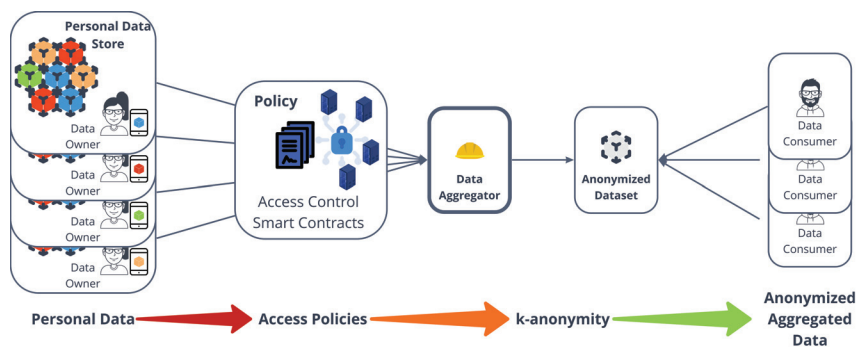 Personal Data
Store
Data
Owner
Data
Owner
Data
Owner
Data
Owner
Policy
Access Control
Smart Contracts
Data
Aggregator
Anonymized
Dataset
Data
Consumer
Data
Consumer
Data
Consumer
Personal Data
Access Policies
k-anonymity
Anonymized
Aggregated
Data